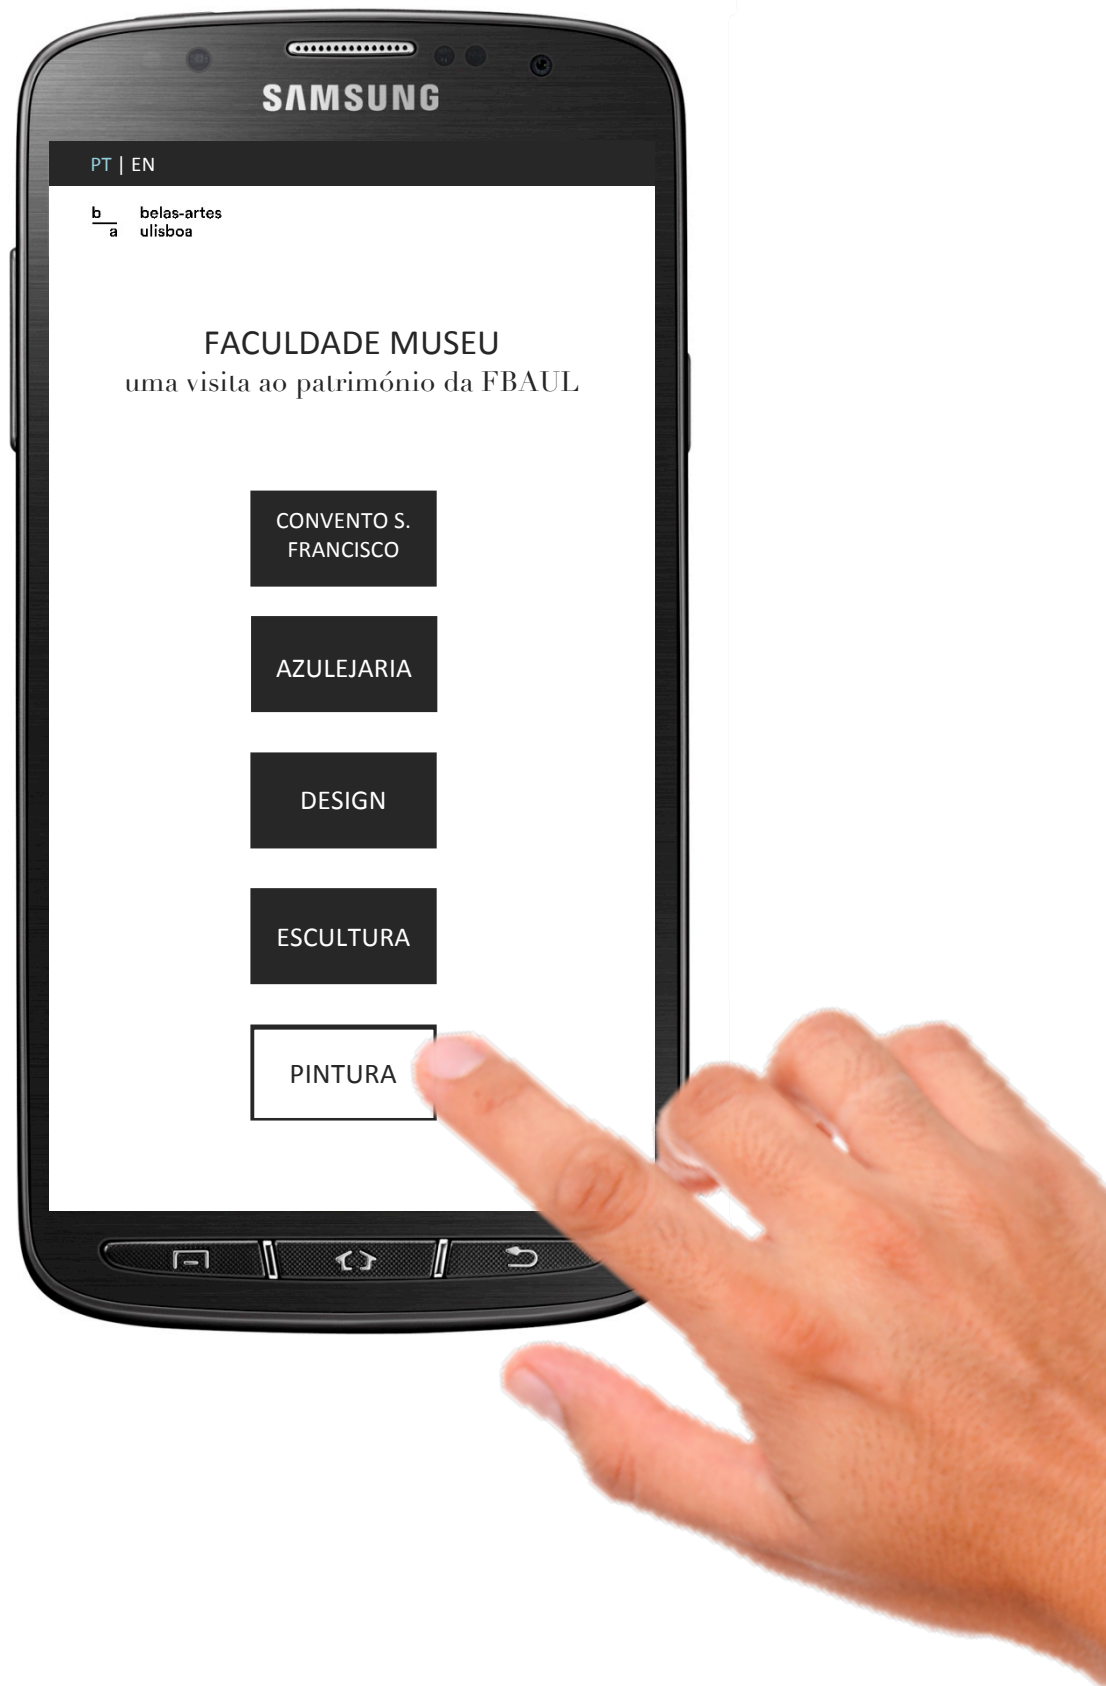 SAMSUNG
PT | EN
b belas-artes
a ulisboa
FACULDADE MUSEU
uma visita ao património da FBAUL
CONVENTO S.
FRANCISCO
AZULEJARIA
DESIGN
ESCULTURA
PINTURA